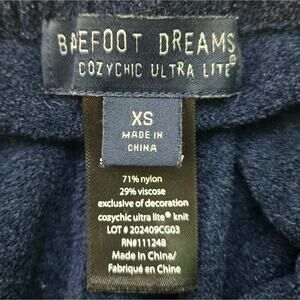 BAEFOOT DREAMS
COZYCHIC ULTRA LITE®
XS
MADE IN
CHINA
71% nylon
29% viscose
exclusive of decoration
cozychic ultra lite® knit
LOT # 202409CG03
RN#111248
Made in China/
Fabriqué en Chine